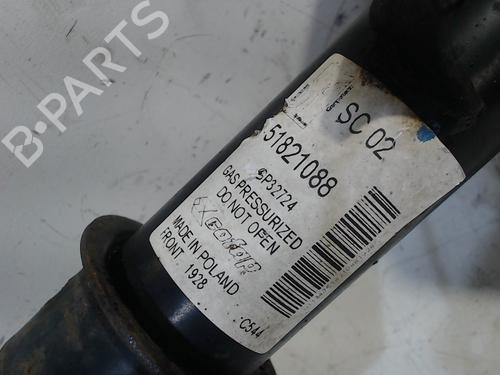 B-PARTS
SC 02
51821088
SP32724
GAS PRESSURIZED
DO NOT OPEN
MADE IN POLAND
FRONT 1928
C544